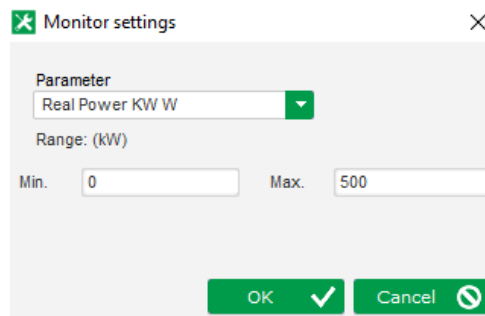 Monitor settings
Parameter
Real Power KW W
Range: (kW)
Min. 0 Max. 500
OK Cancel